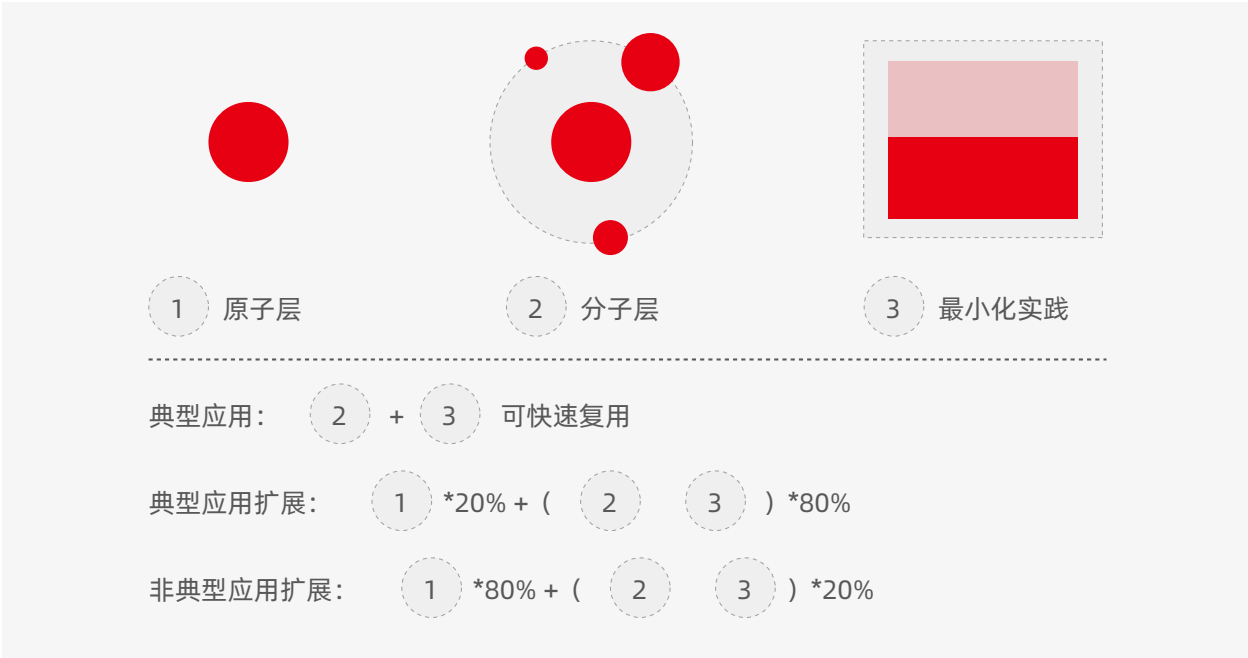 1 原子层 2 分子层 3 最小化实践
典型应用： 2 + 3 可快速复用
典型应用扩展： 1 *20% + ( 2 3 ) *80%
非典型应用扩展： 1 *80% + ( 2 3 ) *20%